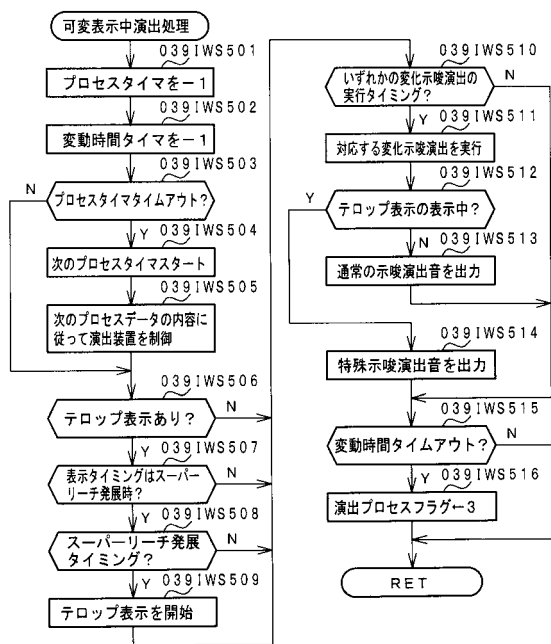 可変表示中演出処理
039IWS501
プロセスタイマを－1
039IWS502
変動時間タイマを－1
039IWS503
N
プロセスタイマタイムアウト?
Y
039IWS504
次のプロセスタイマスタート
039IWS505
次のプロセスデータの内容に
従って演出装置を制御
039IWS506
テロップ表示あり?
N
Y
039IWS507
表示タイミングはスーパー
リーチ発展時?
N
Y
039IWS508
スーパーリーチ発展
タイミング?
N
Y
039IWS509
テロップ表示を開始
039IWS510
いずれかの変化示唆演出の
実行タイミング?
N
Y
039IWS511
対応する変化示唆演出を実行
039IWS512
Y
テロップ表示の表示中?
N
039IWS513
通常の示唆演出音を出力
039IWS514
特殊示唆演出音を出力
039IWS515
変動時間タイムアウト?
N
Y
039IWS516
演出プロセスフラグ←3
RET